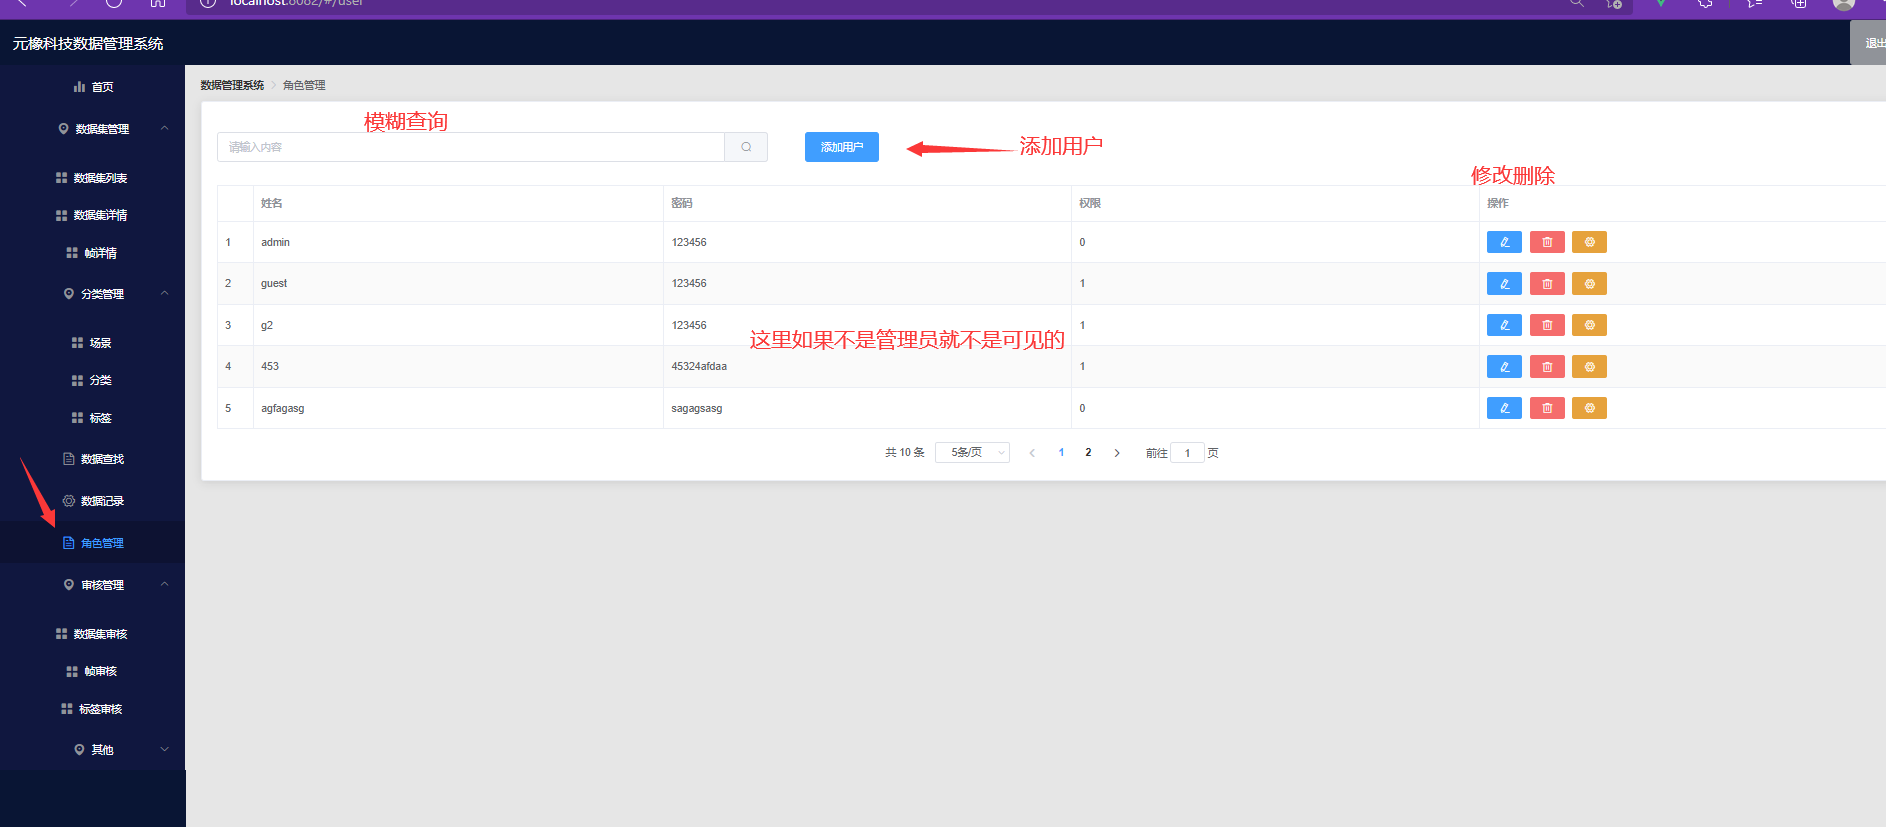 localhost:8082/#/user
元橡科技数据管理系统
退出
首页
数据集管理
数据集列表
数据集详情
帧详情
分类管理
场景
分类
标签
数据查找
数据记录
角色管理
审核管理
数据集审核
帧审核
标签审核
其他
数据管理系统 > 角色管理
模糊查询
请输入内容
添加用户
添加用户
修改删除
姓名 密码 权限 操作
1 admin 123456 0
2 guest 123456 1
3 g2 123456 1
这里如果不是管理员就不是可见的
4 453 45324afdaa 1
5 agfagasg sagagsasg 0
共 10 条 5条/页 < 1 2 > 前往 1 页